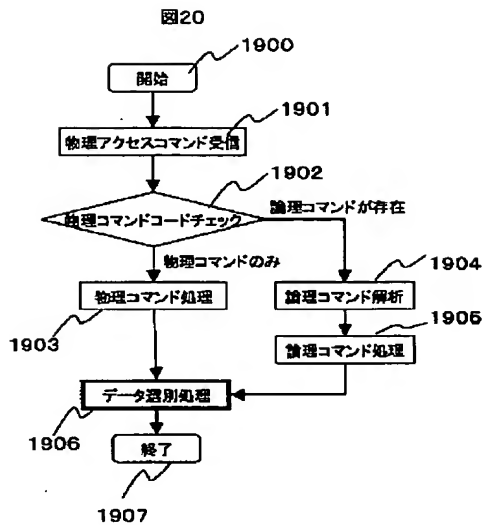 図20
1900
開始
1901
物理アクセスコマンド受信
1902
物理コマンドコードチェック
論理コマンドが存在
物理コマンドのみ
1904
物理コマンド処理
論理コマンド解析
1903
1905
論理コマンド処理
データ選別処理
1906
終了
1907